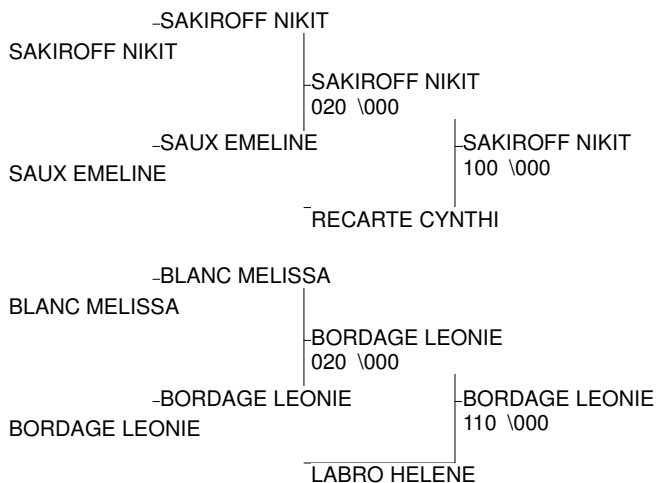 SAKIROFF NIKIT
SAKIROFF NIKIT
SAKIROFF NIKIT
020 \000
SAUX EMELINE
SAKIROFF NIKIT
100 \000
SAUX EMELINE
RECARTE CYNTHI
BLANC MELISSA
BLANC MELISSA
BORDAGE LEONIE
020 \000
BORDAGE LEONIE
BORDAGE LEONIE
110 \000
BORDAGE LEONIE
LABRO HELENE